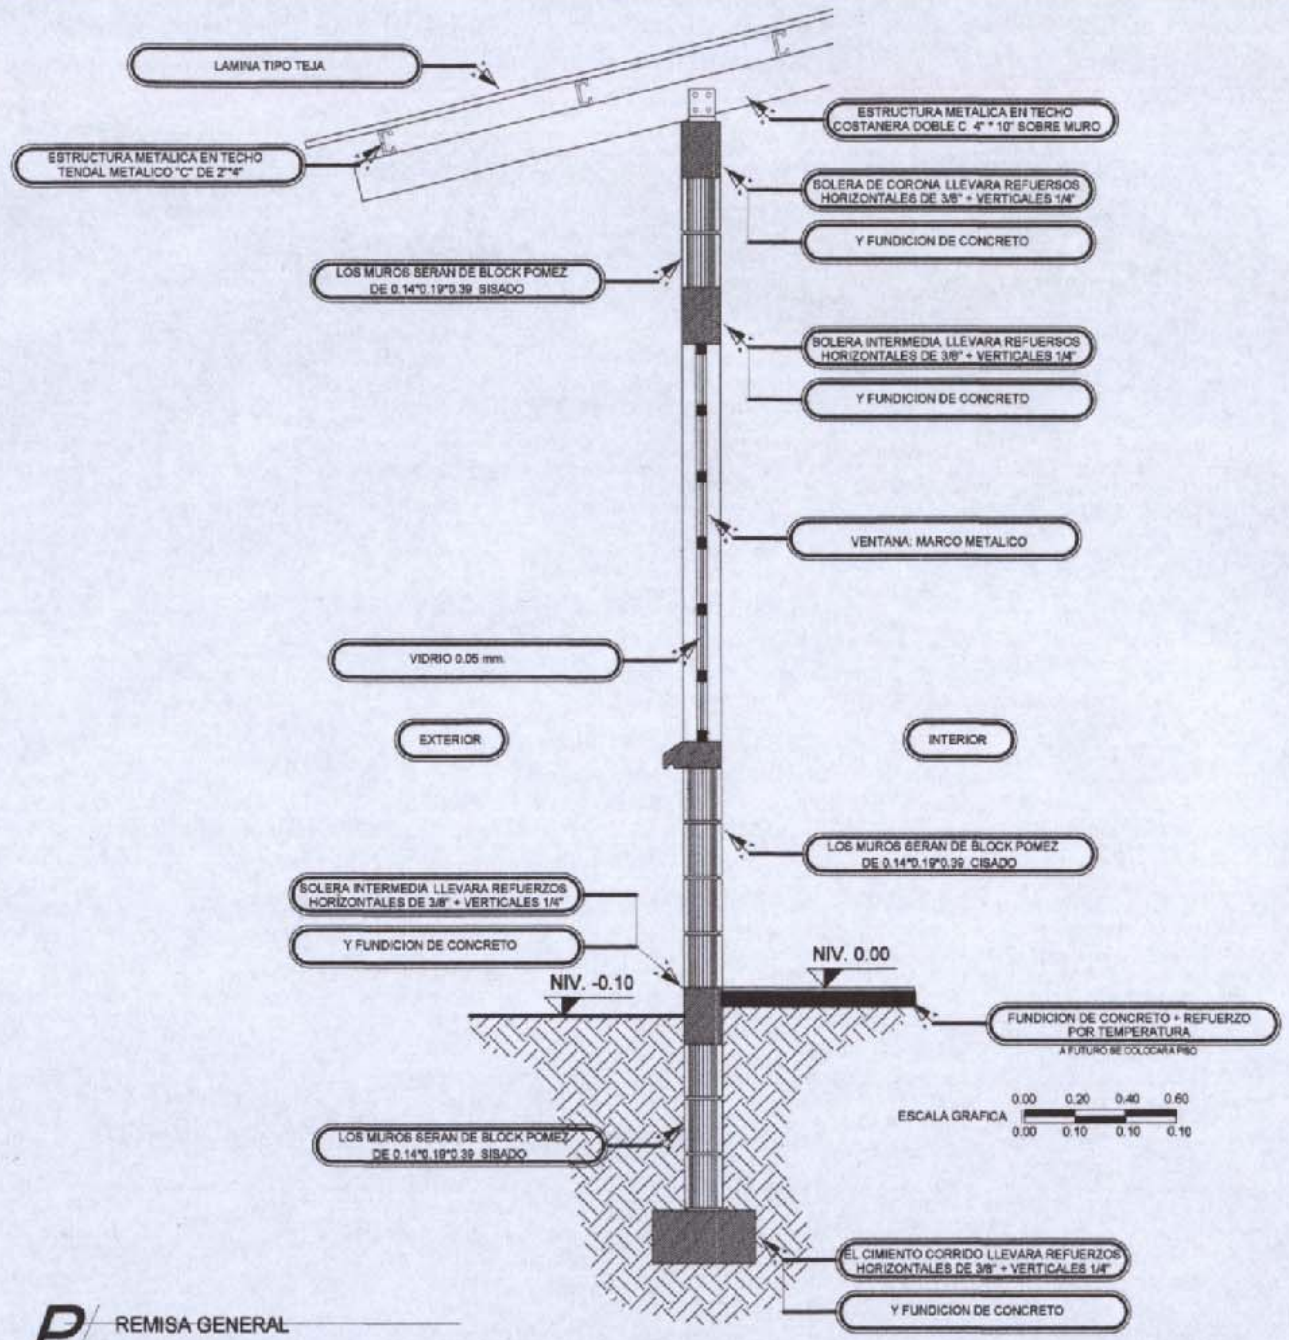 LAMINA TIPO TEJA
ESTRUCTURA METALICA EN TECHO
COSTANERA DOBLE C 4" * 10" SOBRE MURO
ESTRUCTURA METALICA EN TECHO
TENDAL METALICO "C" DE 2"*4"
SOLERA DE CORONA LLEVARA REFUERSOS
HORIZONTALES DE 3/8" + VERTICALES 1/4"
Y FUNDICION DE CONCRETO
LOS MUROS SERAN DE BLOCK POMEZ
DE 0.14*0.19*0.39 SISADO
SOLERA INTERMEDIA LLEVARA REFUERSOS
HORIZONTALES DE 3/8" + VERTICALES 1/4"
Y FUNDICION DE CONCRETO
VENTANA: MARCO METALICO
VIDRIO 0.05 mm.
EXTERIOR
INTERIOR
LOS MUROS SERAN DE BLOCK POMEZ
DE 0.14*0.19*0.39 CISADO
SOLERA INTERMEDIA LLEVARA REFUERZOS
HORIZONTALES DE 3/8" + VERTICALES 1/4"
Y FUNDICION DE CONCRETO
NIV. 0.00
NIV. -0.10
FUNDICION DE CONCRETO + REFUERZO
POR TEMPERATURA
A FUTURO SE COLOCARA PISO
0.00 0.20 0.40 0.60
ESCALA GRAFICA
0.00 0.10 0.10 0.10
LOS MUROS SERAN DE BLOCK POMEZ
DE 0.14*0.19*0.39 SISADO
EL CIMIENTO CORRIDO LLEVARA REFUERZOS
HORIZONTALES DE 3/8" + VERTICALES 1/4"
Y FUNDICION DE CONCRETO
D REMISA GENERAL